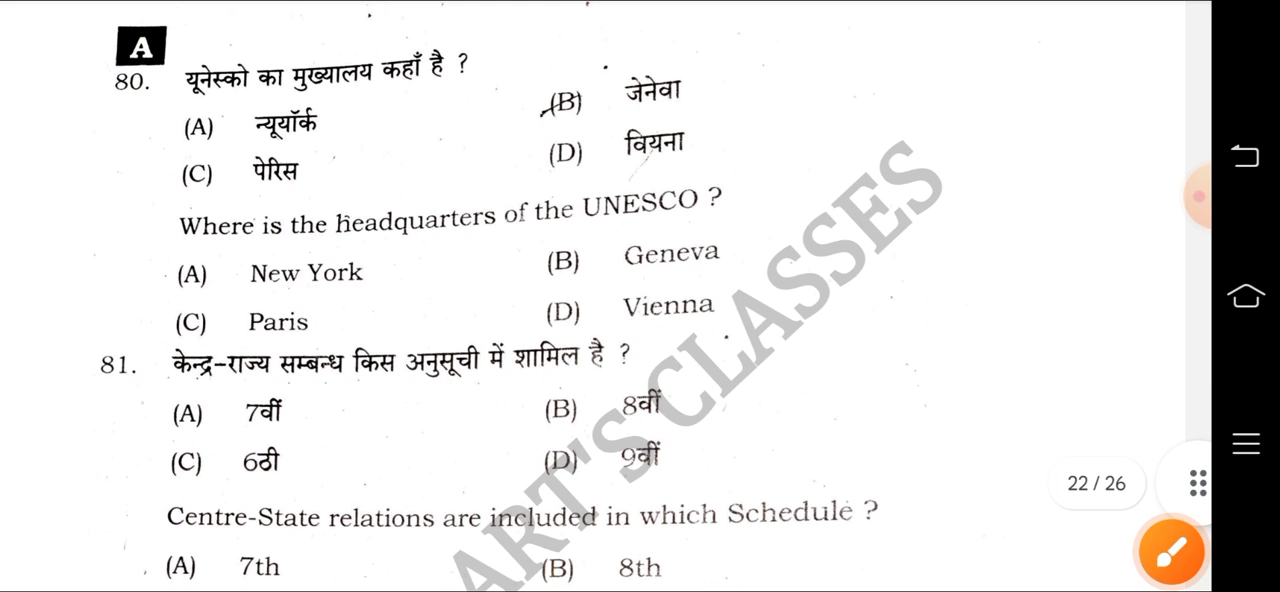 A
80. यूनेस्को का मुख्यालय कहाँ है ?
(A) न्यूयॉर्क (B) जेनेवा
(C) पेरिस (D) वियना
Where is the headquarters of the UNESCO ?
(A) New York (B) Geneva
(C) Paris (D) Vienna
81. केन्द्र-राज्य सम्बन्ध किस अनुसूची में शामिल है ?
(A) 7वीं (B) 8वीं
(C) 6ठी (D) 9वीं
Centre-State relations are included in which Schedule ?
(A) 7th (B) 8th
ART'S CLASSES
22 / 26